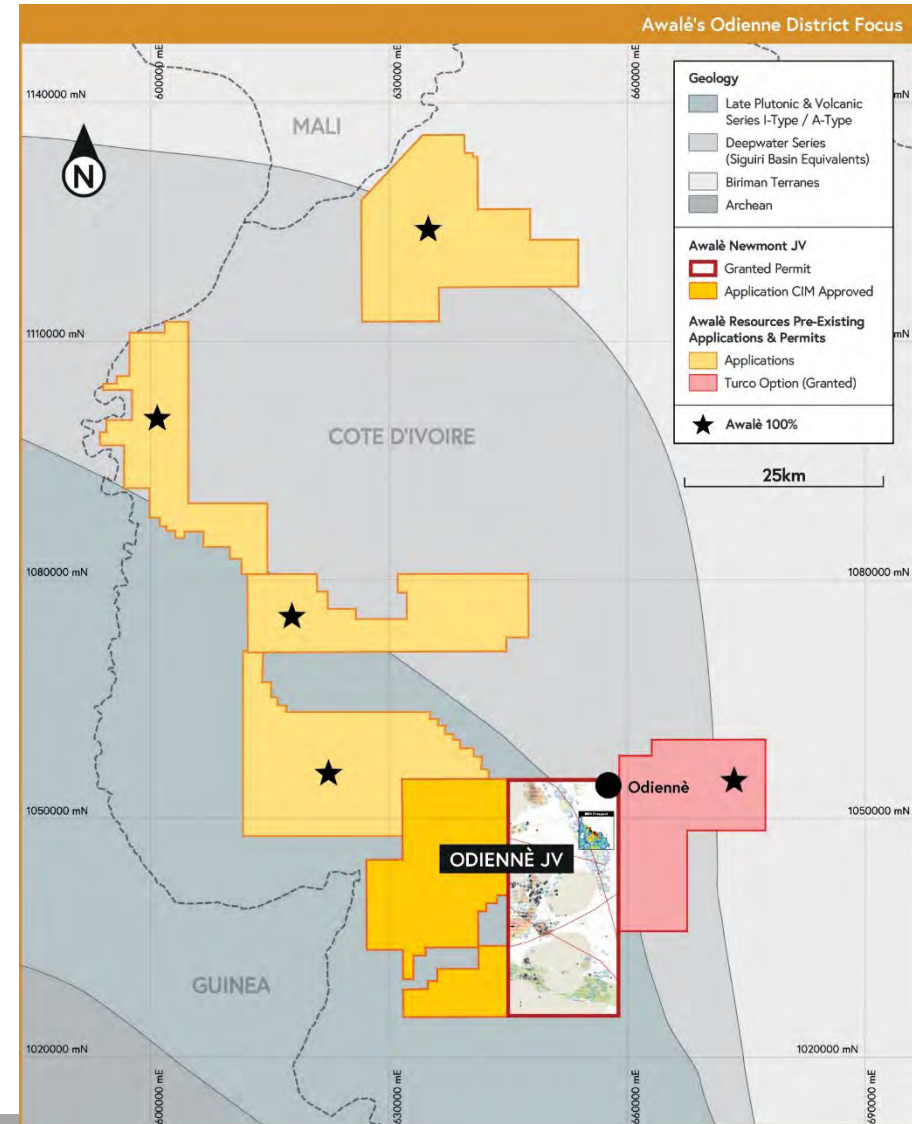 Awalé's Odienne District Focus
600000 mE
630000 mE
660000 mE
1140000 mN
mN
MALI
N
Geology
Late Plutonic & Volcanic
Series I-Type / A-Type
Deepwater Series
(Siguiri Basin Equivalents)
Biriman Terranes
Archean
Awalè Newmont JV
Granted Permit
Application CIM Approved
Awalè Resources Pre-Existing
Applications & Permits
Applications
Turco Option (Granted)
Awalè 100%
1110000 mN
mN
COTE D'IVOIRE
25km
1080000 mN
1080000 mN
Odiennè
1050000 mN
1050000 mN
ODIENNÈ JV
GUINEA
1020000 mN
1020000 mN
600000 mE
630000 mE
660000 mE
690000 mE